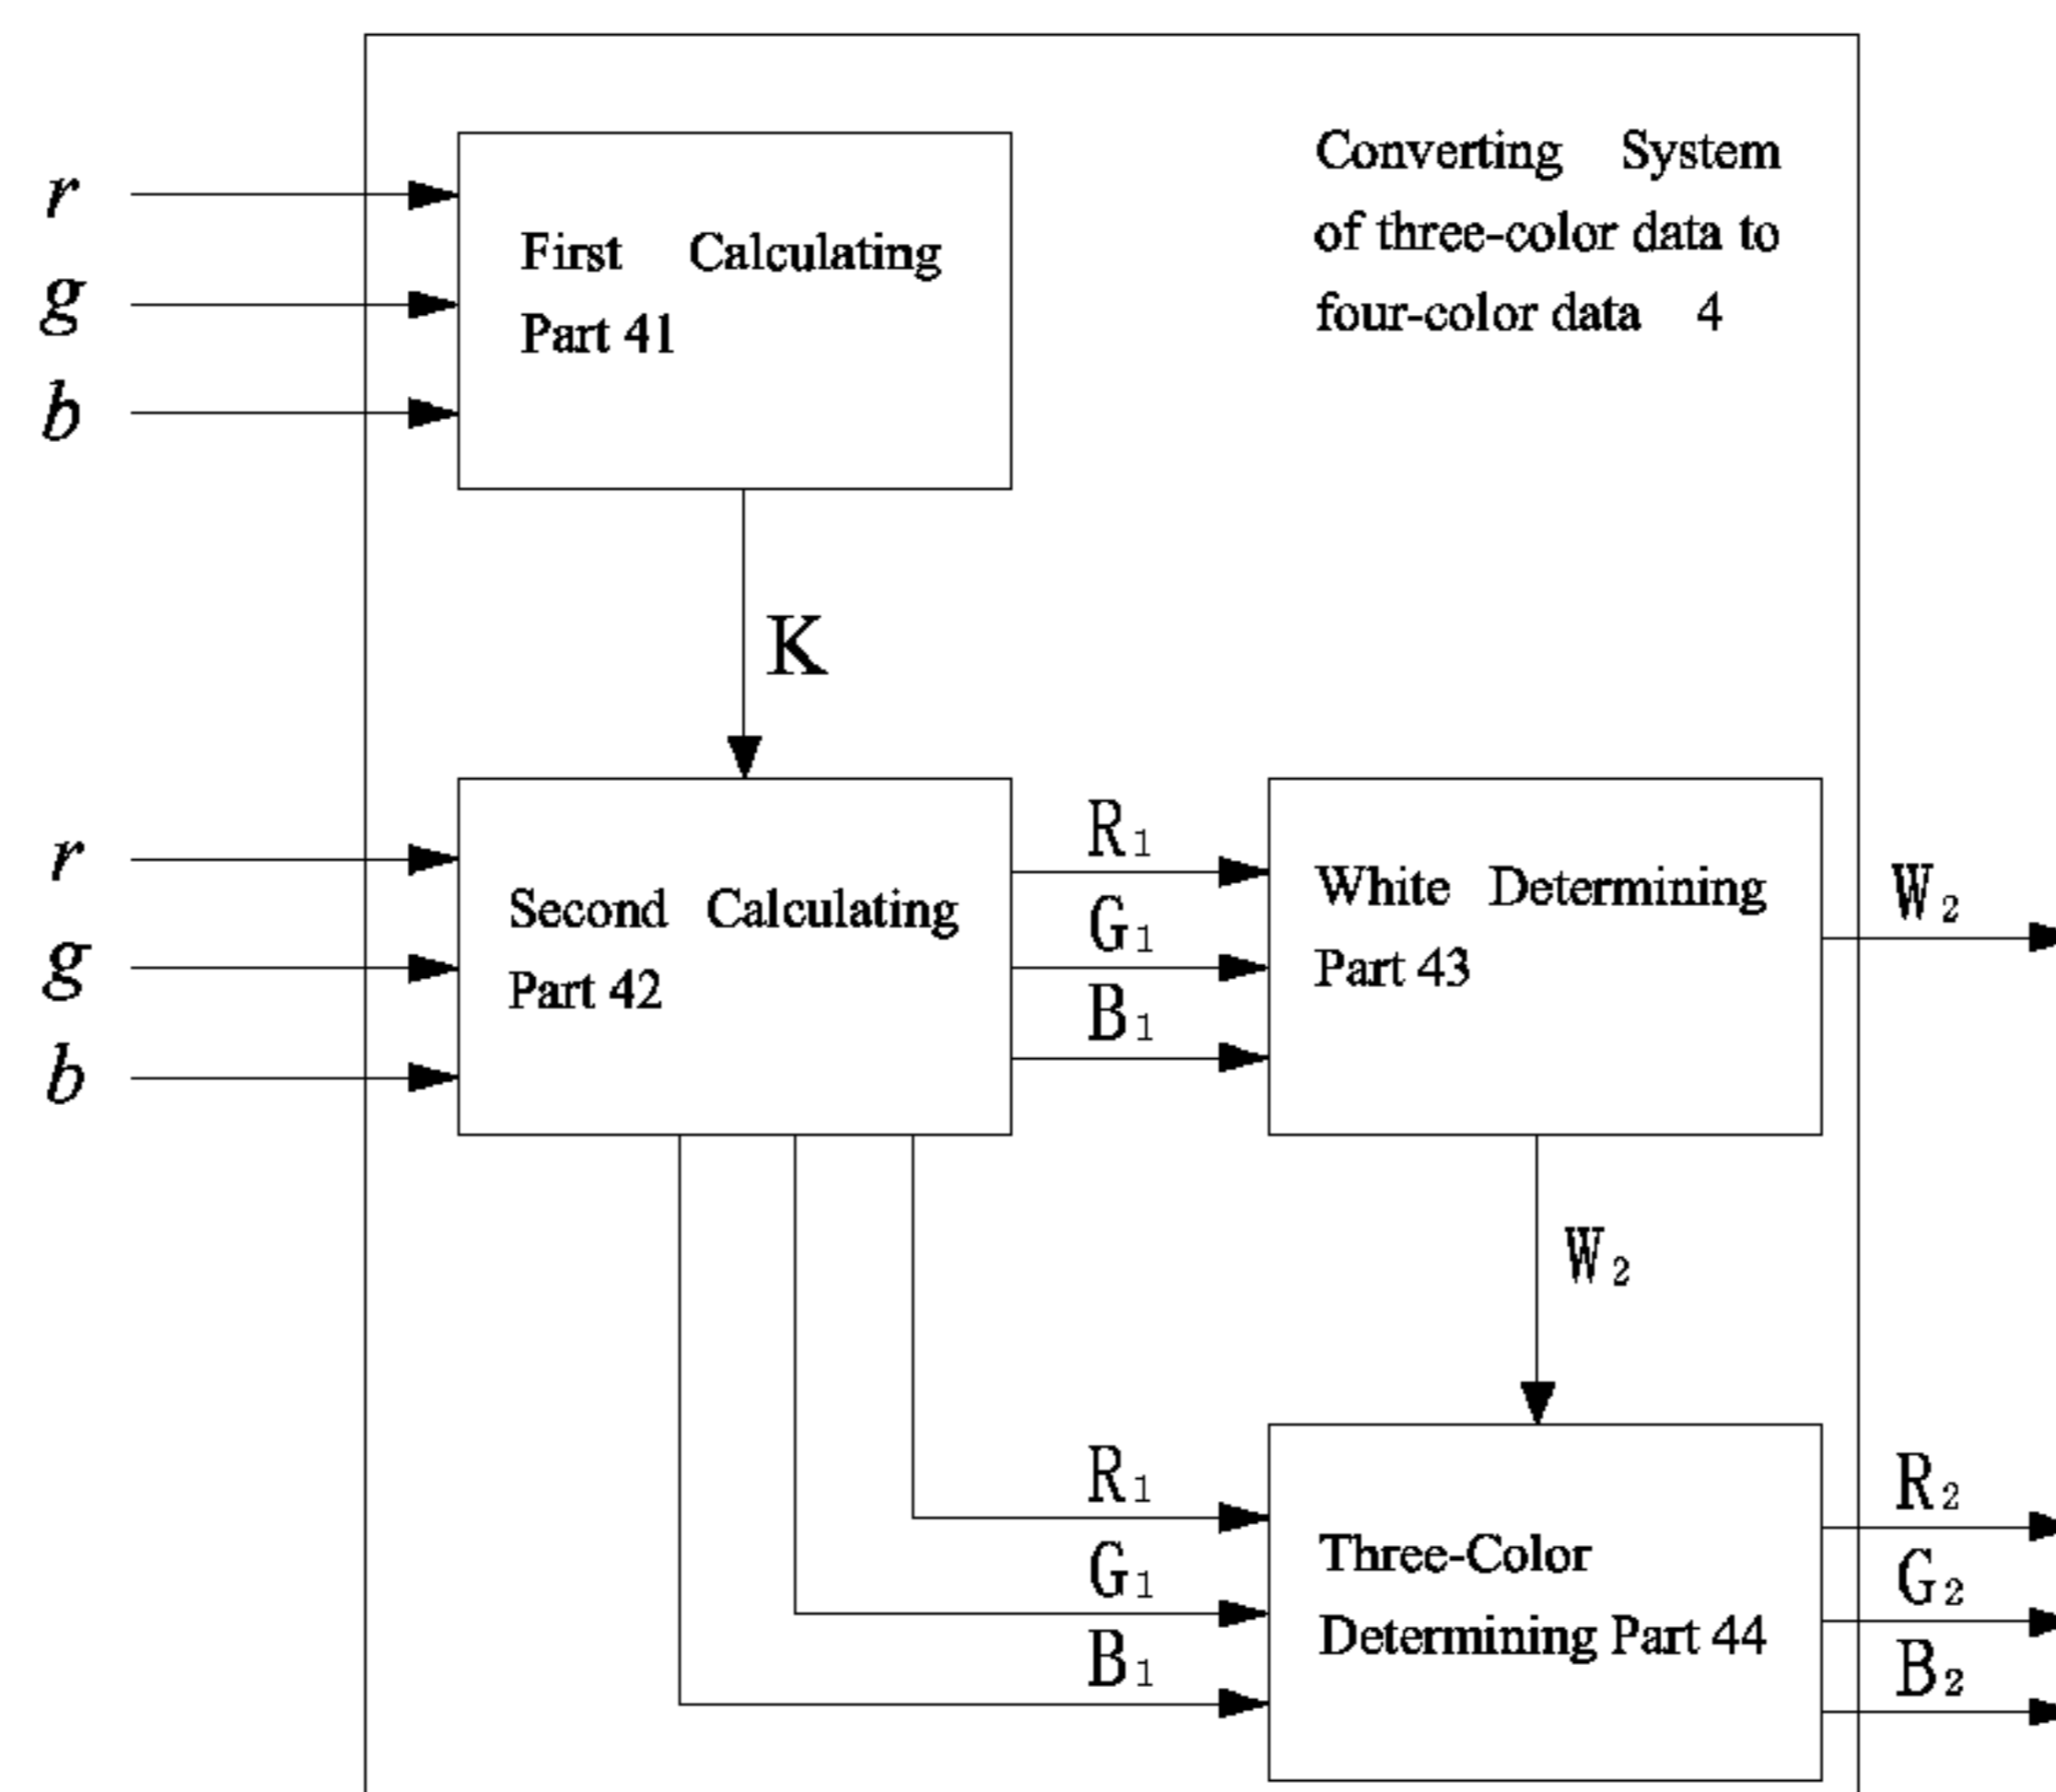 r
g
b
First Calculating
Part 41
Converting System
of three-color data to
four-color data 4
K
r
g
b
Second Calculating
Part 42
R₁
G₁
B₁
White Determining
Part 43
W₂
W₂
R₁
G₁
B₁
Three-Color
Determining Part 44
R₂
G₂
B₂